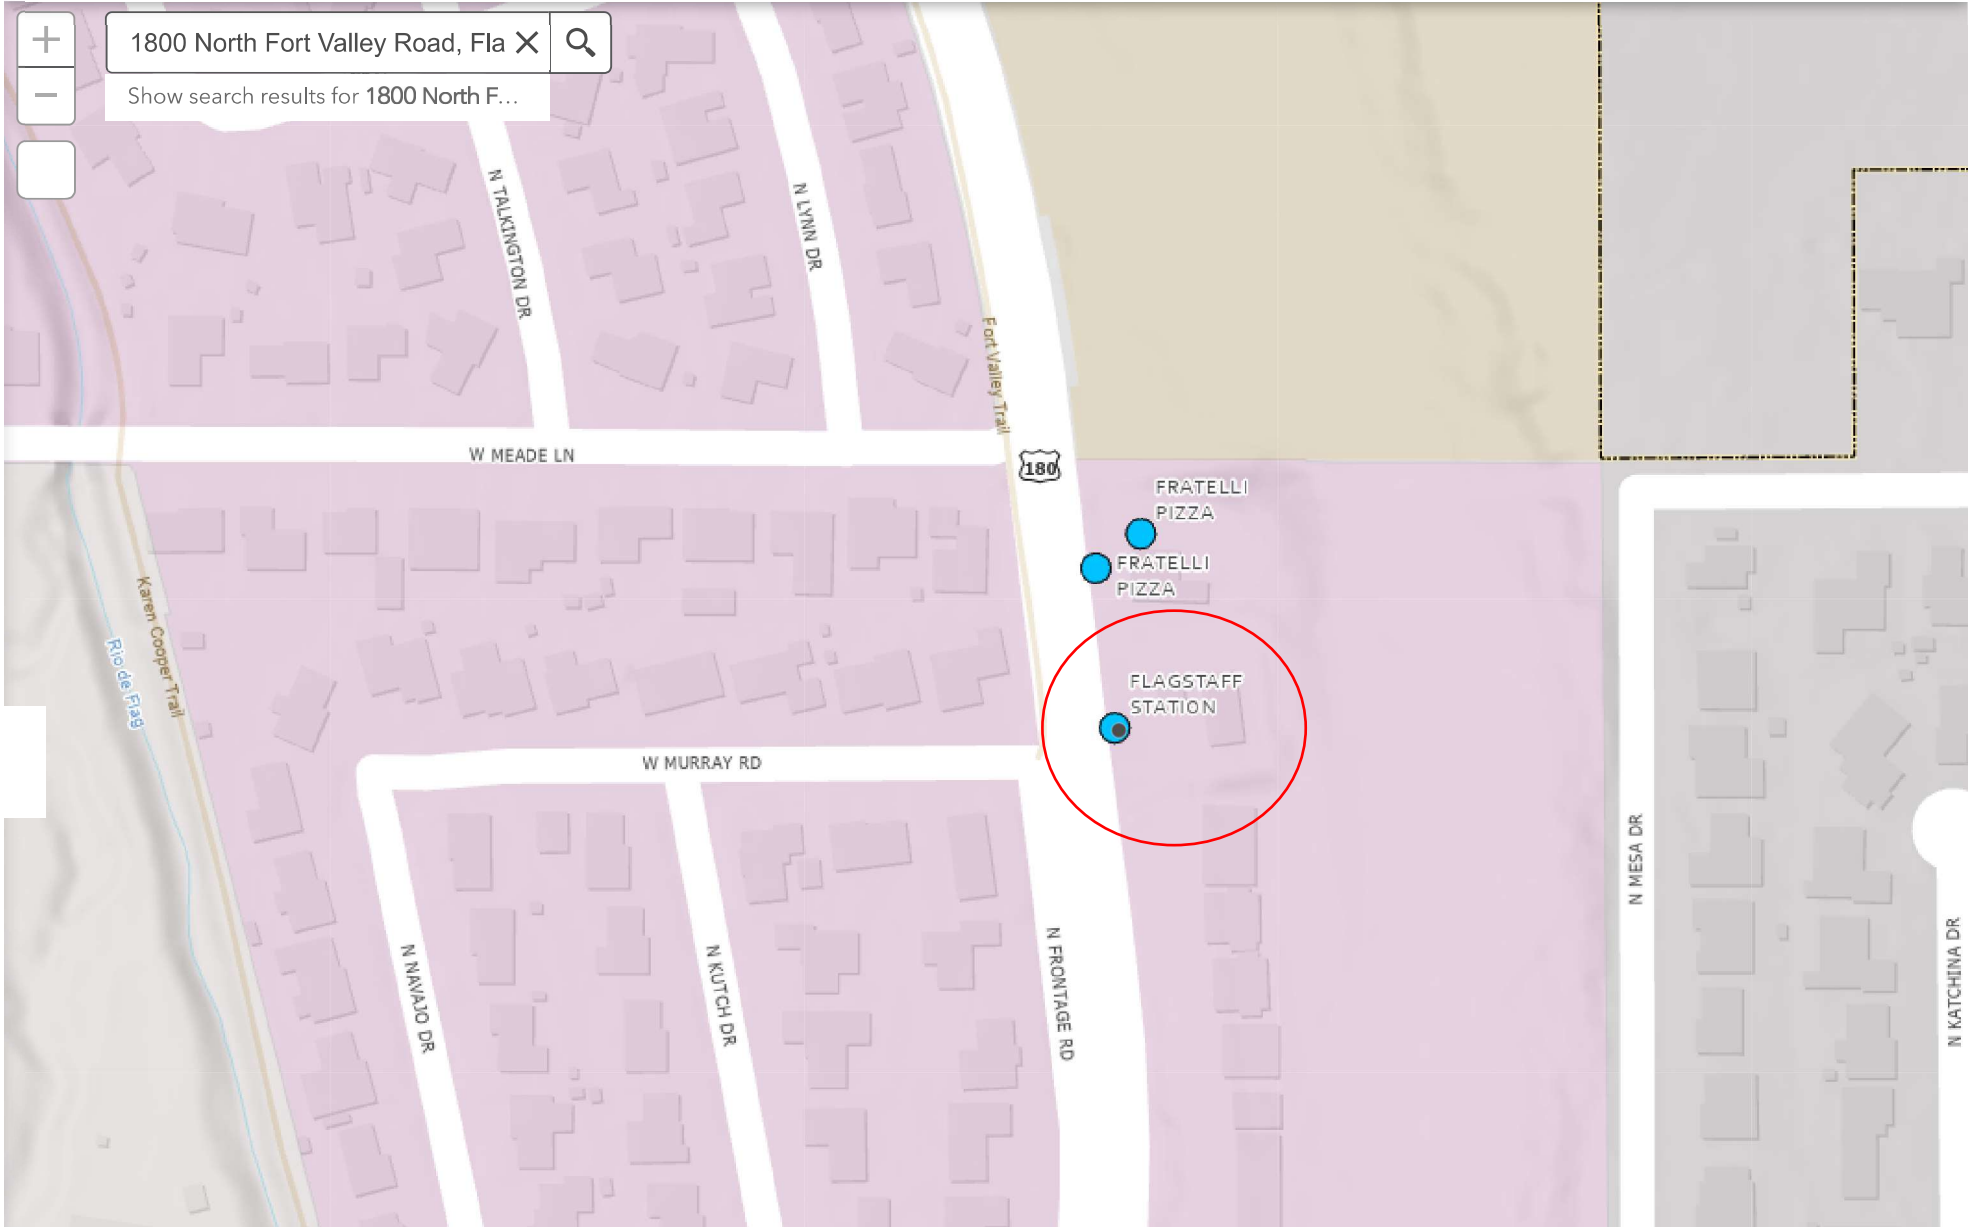 1800 North Fort Valley Road, Fla
Show search results for 1800 North F...
N TALKINGTON DR
N LYNN DR
Fort Valley Trail
W MEADE LN
180
FRATELLI
PIZZA
FRATELLI
PIZZA
Karen Cooper Trail
Rio de Flag
FLAGSTAFF
STATION
W MURRAY RD
N MESA DR
N NAVAJO DR
N KUTCH DR
N FRONTAGE RD
N KATCHINA DR